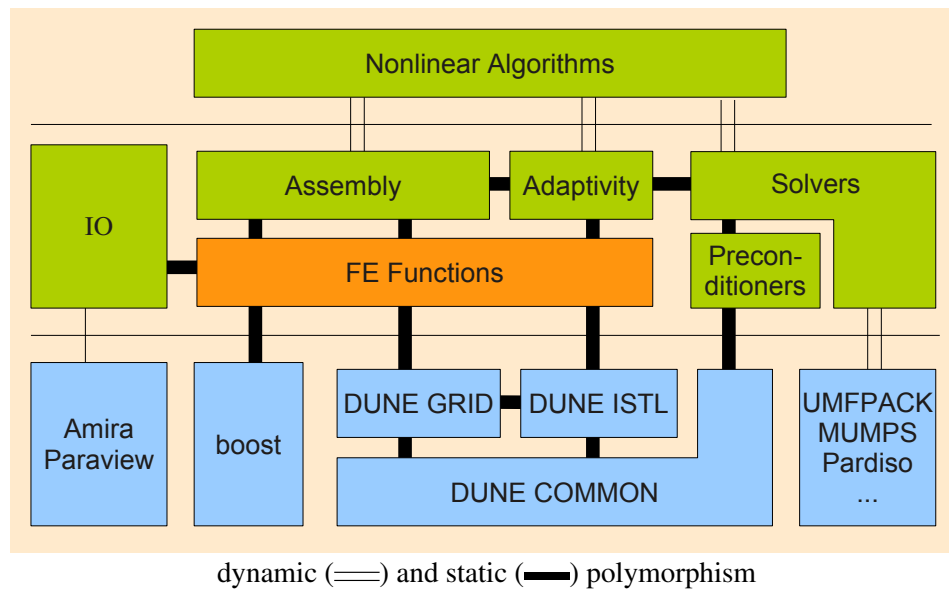 Nonlinear Algorithms
Assembly
Adaptivity
Solvers
IO
FE Functions
Precon-
ditioners
DUNE GRID
DUNE ISTL
UMFPACK
MUMPS
Pardiso
...
Amira
Paraview
boost
DUNE COMMON
dynamic (══) and static (━━) polymorphism